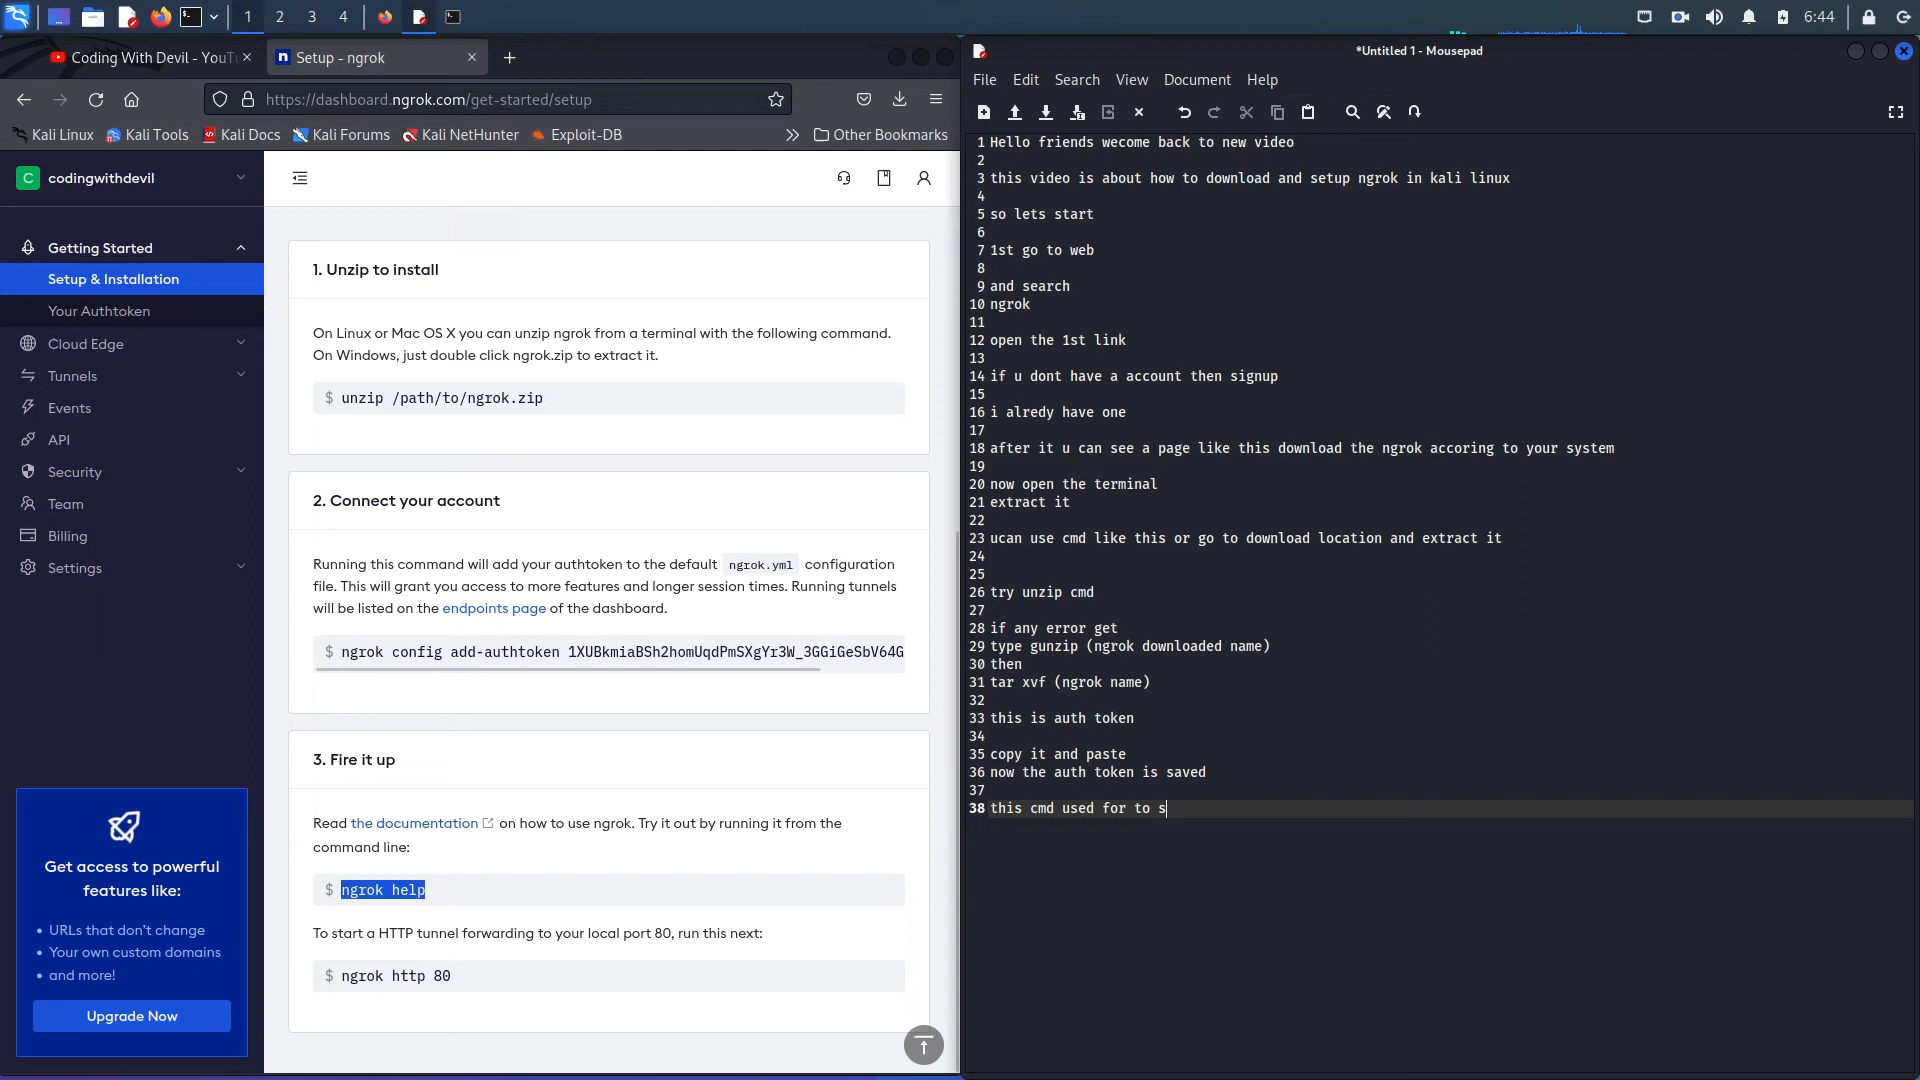 1 2 3 4 6:44
Coding With Devil - YouTu
Setup - ngrok
*Untitled 1 - Mousepad
File Edit Search View Document Help
https://dashboard.ngrok.com/get-started/setup
Kali Linux Kali Tools Kali Docs Kali Forums Kali NetHunter Exploit-DB Other Bookmarks
C codingwithdevil
Getting Started
Setup & Installation
Your Authtoken
Cloud Edge
Tunnels
Events
API
Security
Team
Billing
Settings
Get access to powerful
features like:
• URLs that don't change
• Your own custom domains
• and more!
Upgrade Now
1. Unzip to install
On Linux or Mac OS X you can unzip ngrok from a terminal with the following command.
On Windows, just double click ngrok.zip to extract it.
$ unzip /path/to/ngrok.zip
2. Connect your account
Running this command will add your authtoken to the default ngrok.yml configuration
file. This will grant you access to more features and longer session times. Running tunnels
will be listed on the endpoints page of the dashboard.
$ ngrok config add-authtoken 1XUBkmiaBSh2homUqdPmSXgYr3W_3GGiGeSbV64G
3. Fire it up
Read the documentation on how to use ngrok. Try it out by running it from the
command line:
$ ngrok help
To start a HTTP tunnel forwarding to your local port 80, run this next:
$ ngrok http 80
1 Hello friends wecome back to new video
2
3 this video is about how to download and setup ngrok in kali linux
4
5 so lets start
6
7 1st go to web
8
9 and search
10 ngrok
11
12 open the 1st link
13
14 if u dont have a account then signup
15
16 i alredy have one
17
18 after it u can see a page like this download the ngrok accoring to your system
19
20 now open the terminal
21 extract it
22
23 ucan use cmd like this or go to download location and extract it
24
25
26 try unzip cmd
27
28 if any error get
29 type gunzip (ngrok downloaded name)
30 then
31 tar xvf (ngrok name)
32
33 this is auth token
34
35 copy it and paste
36 now the auth token is saved
37
38 this cmd used for to s